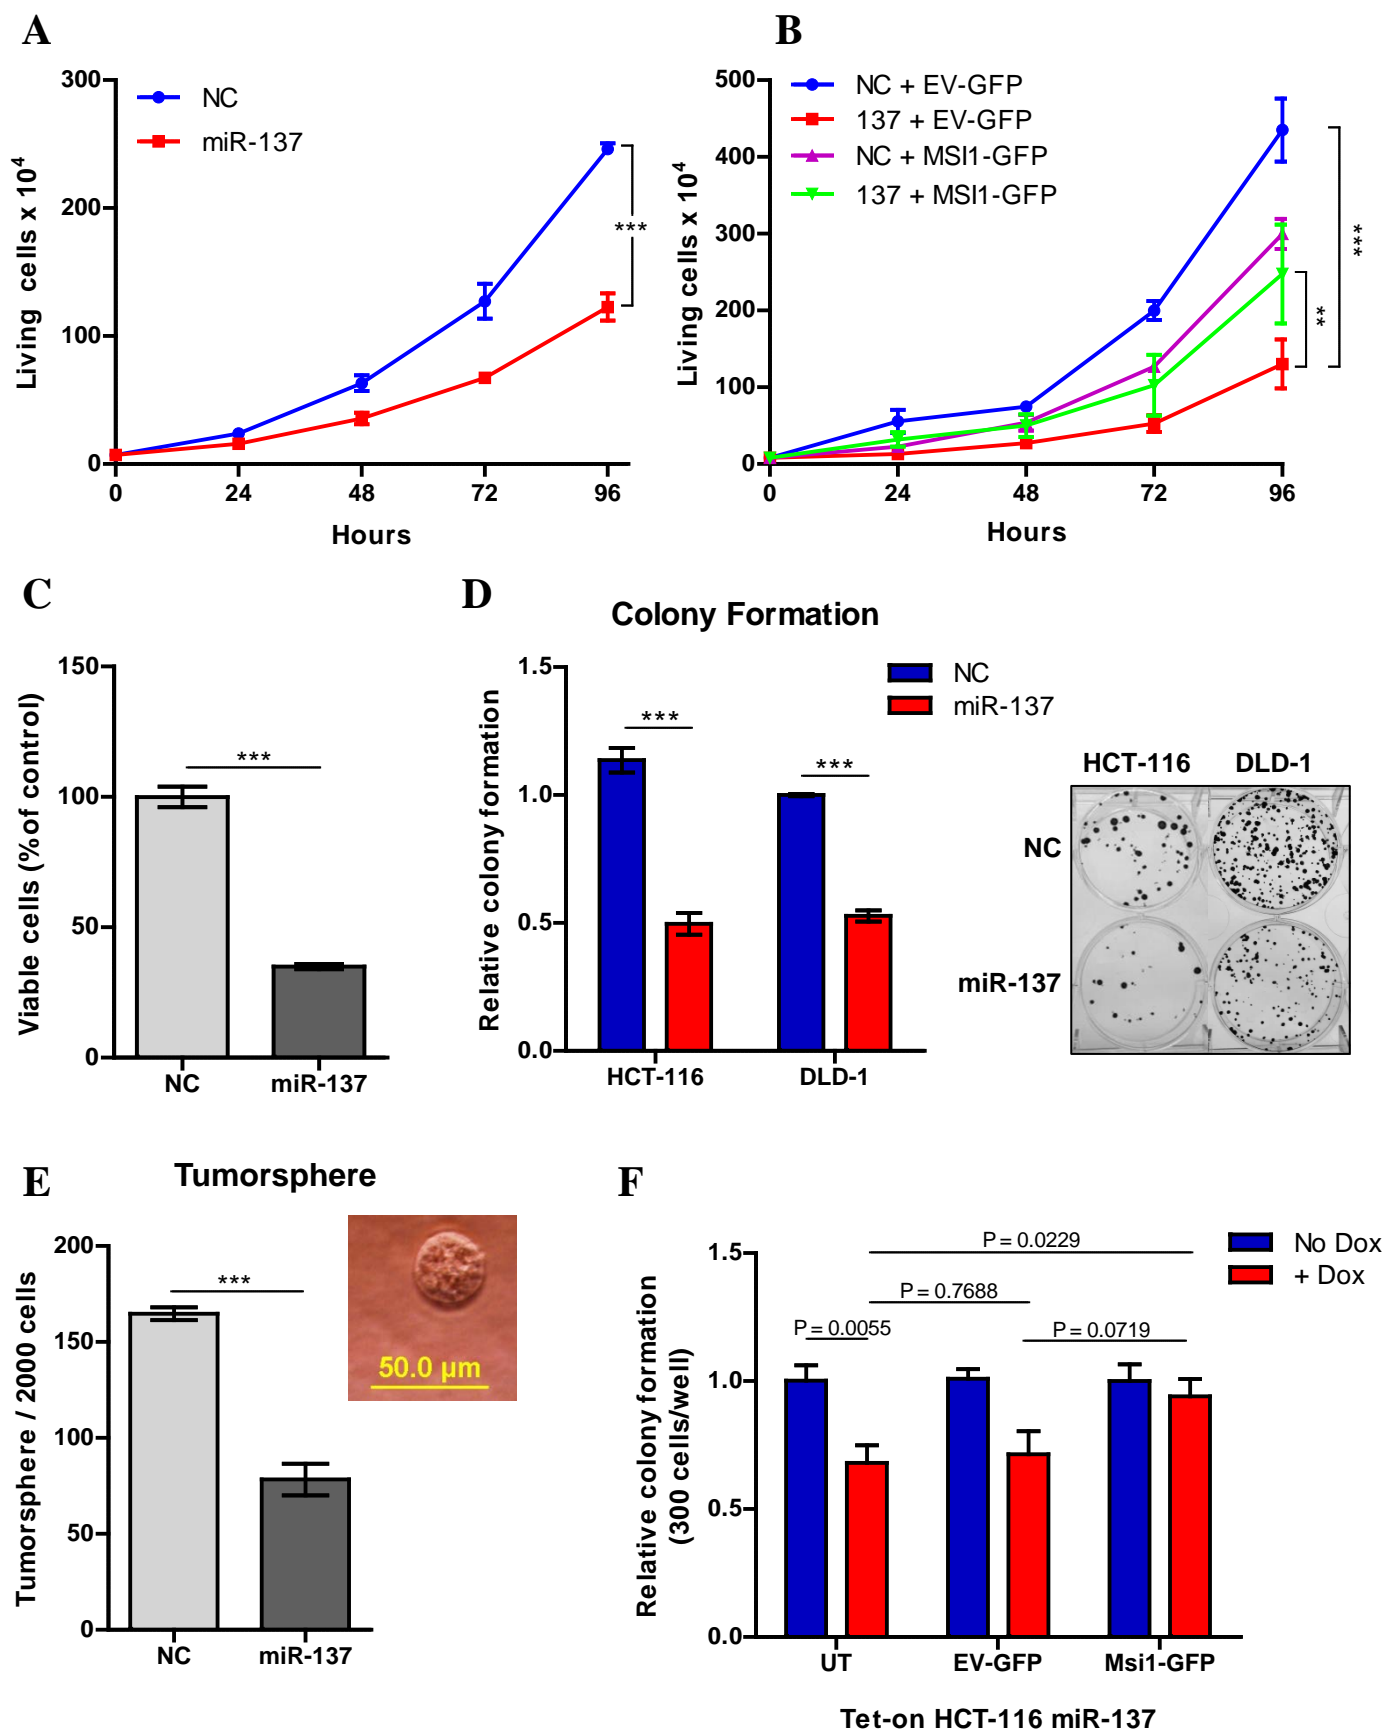 A
300
200
100
0
Living cells x 10⁴
NC
miR-137
***
0 24 48 72 96
Hours
B
500
400
300
200
100
0
Living cells x 10⁴
NC + EV-GFP
137 + EV-GFP
NC + MSI1-GFP
137 + MSI1-GFP
***
**
0 24 48 72 96
Hours
C
150
100
50
0
Viable cells (% of control)
***
NC miR-137
D
Colony Formation
1.5
1.0
0.5
0.0
Relative colony formation
NC
miR-137
***
***
HCT-116 DLD-1
HCT-116 DLD-1
NC
miR-137
E
Tumorsphere
200
150
100
50
0
Tumorsphere / 2000 cells
***
50.0 µm
NC miR-137
F
1.5
1.0
0.5
0.0
Relative colony formation
(300 cells/well)
No Dox
+ Dox
P = 0.0229
P = 0.7688
P = 0.0055
P = 0.0719
UT EV-GFP Msi1-GFP
Tet-on HCT-116 miR-137